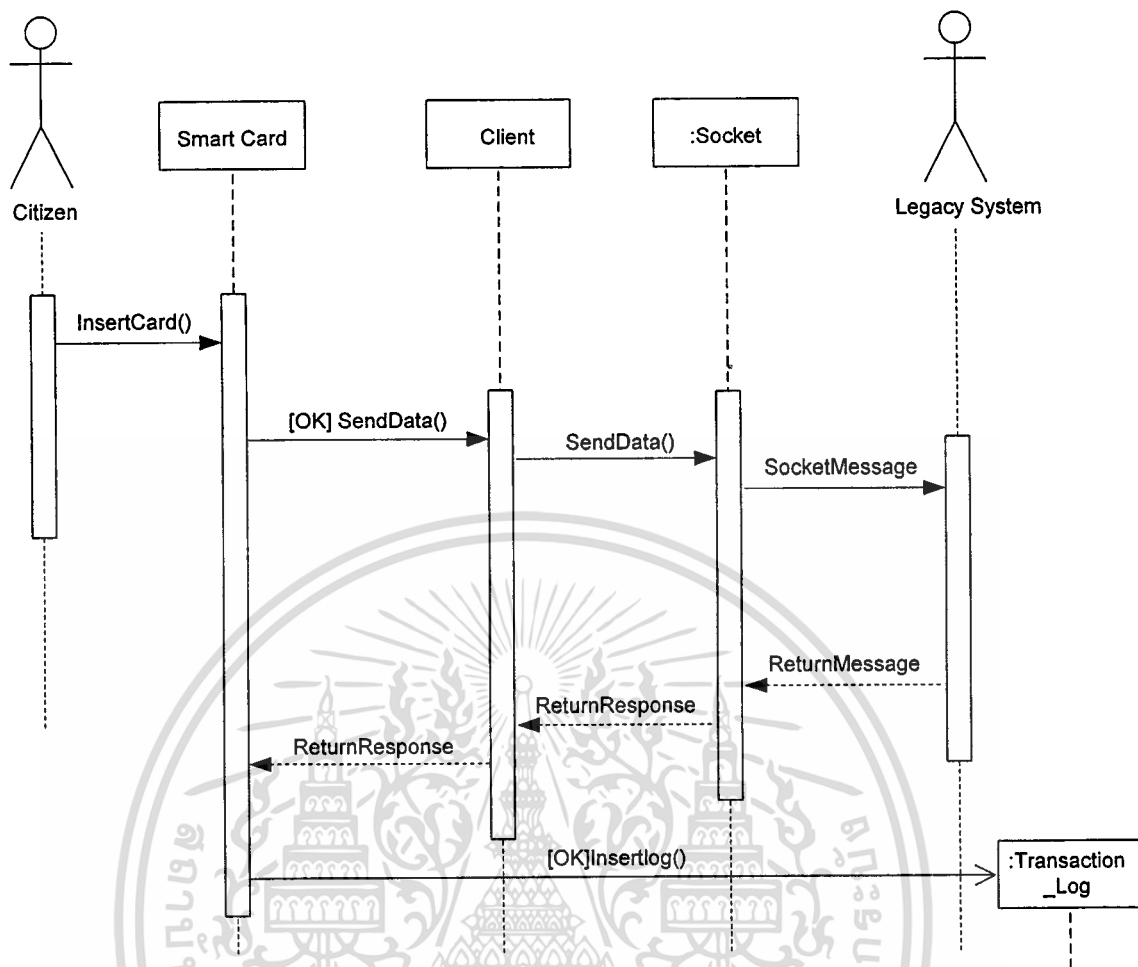 Citizen
Smart Card
Client
:Socket
Legacy System
InsertCard()
[OK] SendData()
SendData()
SocketMessage
ReturnMessage
ReturnResponse
ReturnResponse
[OK]Insertlog()
:Transaction
_Log